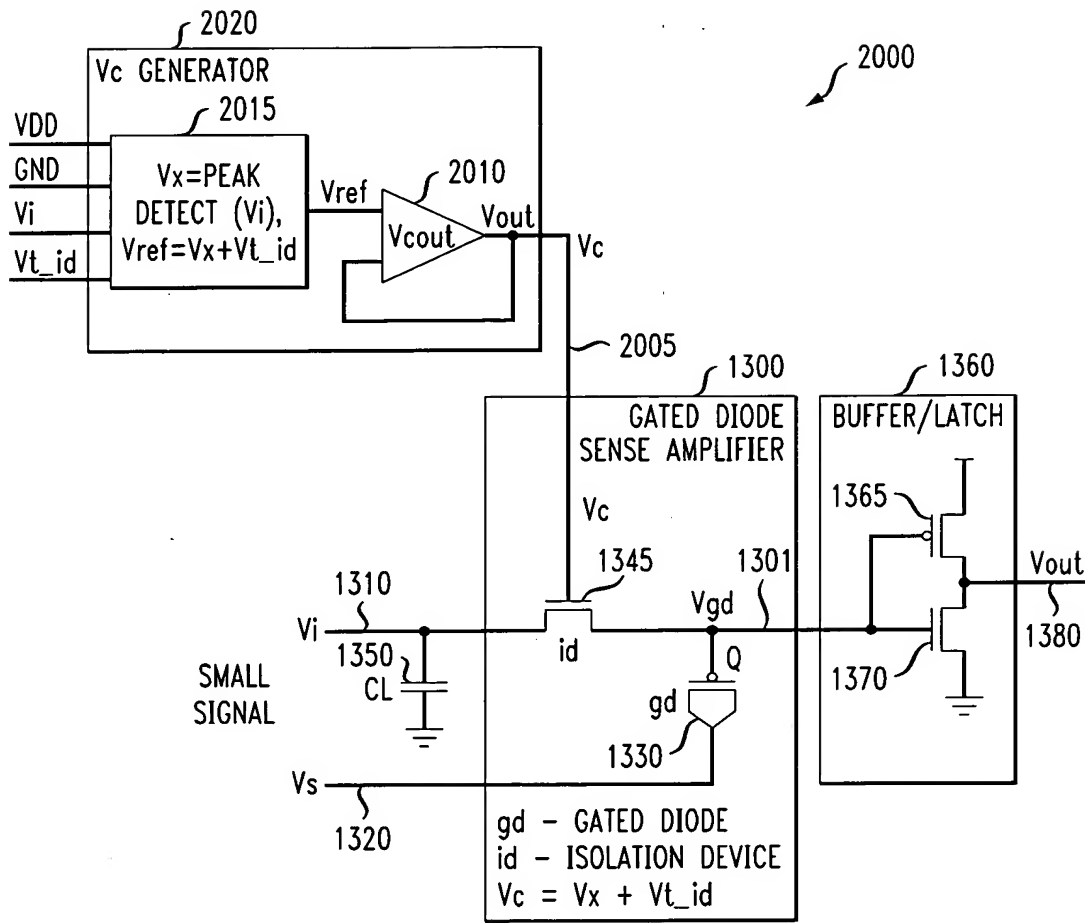 2020
Vc GENERATOR
2000
2015
VDD
GND
Vi
Vt_id
Vx=PEAK
DETECT (Vi),
Vref=Vx+Vt_id
Vref
2010
Vcout
Vout
Vc
2005
1300
GATED DIODE
SENSE AMPLIFIER
1360
BUFFER/LATCH
1365
Vc
1345
1310
Vi
id
Vgd
1301
Vout
1380
1370
1350
CL
SMALL
SIGNAL
Q
gd
1330
Vs
1320
gd - GATED DIODE
id - ISOLATION DEVICE
Vc = Vx + Vt_id